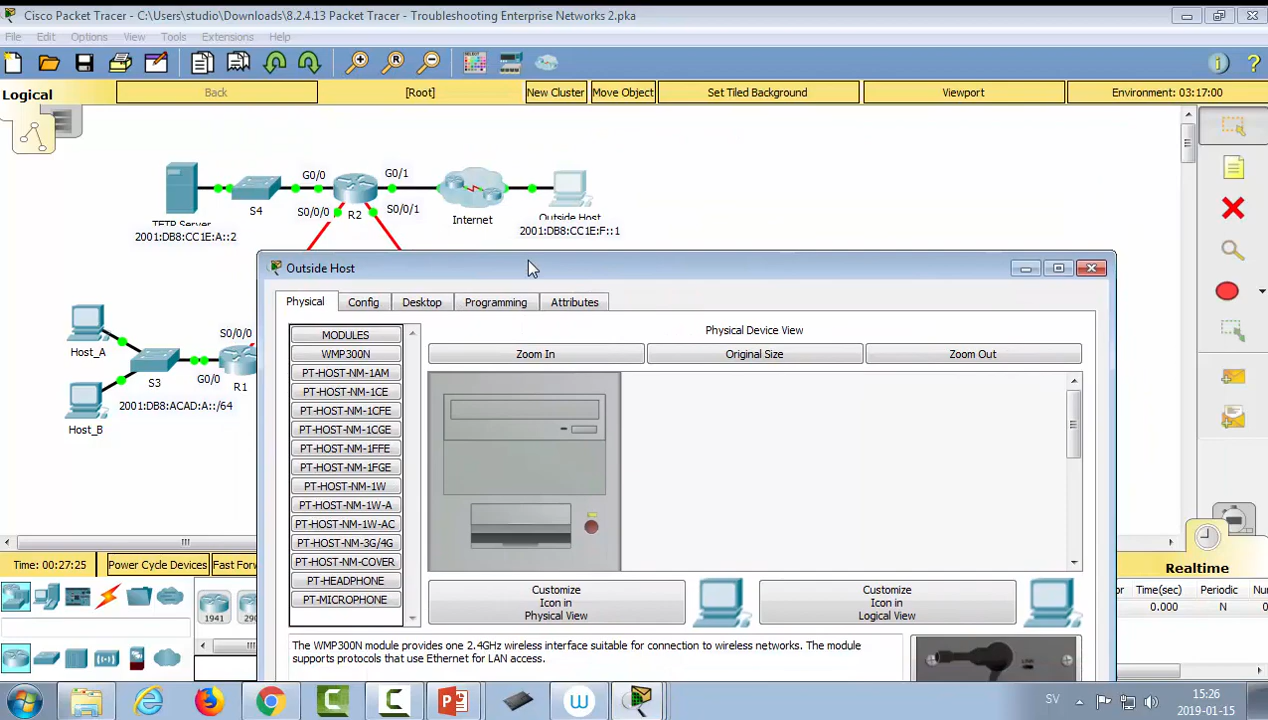 Cisco Packet Tracer - C:\Users\studio\Downloads\8.2.4.13 Packet Tracer - Troubleshooting Enterprise Networks 2.pka
File Edit Options View Tools Extensions Help
Logical Back [Root] New Cluster Move Object Set Tiled Background Viewport Environment: 03:17:00
G0/0 G0/1
S4 S0/0/0 R2 S0/0/1 Internet
TFTP Server Outside Host
2001:DB8:CC1E:A::2 2001:DB8:CC1E:F::1
Outside Host
Physical Config Desktop Programming Attributes
Host_A
S0/0/0
S3 G0/0 R1
2001:DB8:ACAD:A::/64
Host_B
MODULES
WMP300N
PT-HOST-NM-1AM
PT-HOST-NM-1CE
PT-HOST-NM-1CFE
PT-HOST-NM-1CGE
PT-HOST-NM-1FFE
PT-HOST-NM-1FGE
PT-HOST-NM-1W
PT-HOST-NM-1W-A
PT-HOST-NM-1W-AC
PT-HOST-NM-3G/4G
PT-HOST-NM-COVER
PT-HEADPHONE
PT-MICROPHONE
Physical Device View
Zoom In Original Size Zoom Out
Customize
Icon in
Physical View
Customize
Icon in
Logical View
The WMP300N module provides one 2.4GHz wireless interface suitable for connection to wireless networks. The module
supports protocols that use Ethernet for LAN access.
Time: 00:27:25 Power Cycle Devices Fast Forw
Realtime
1941 290
Time(sec) Periodic Nu
0.000 N 0
SV 15:26
2019-01-15